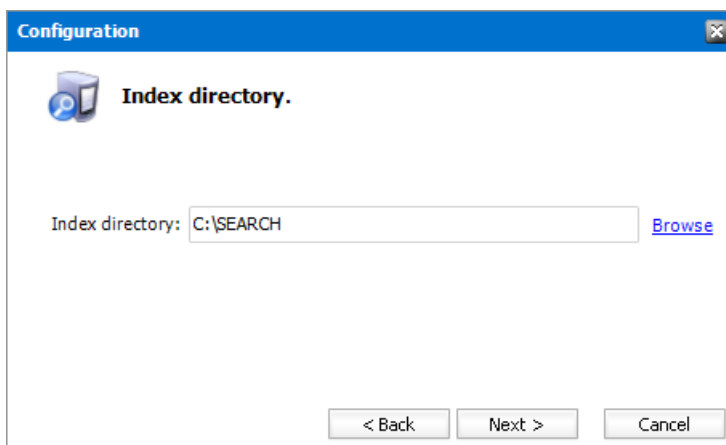 Configuration
Index directory.
Index directory: C:\SEARCH Browse
< Back Next > Cancel